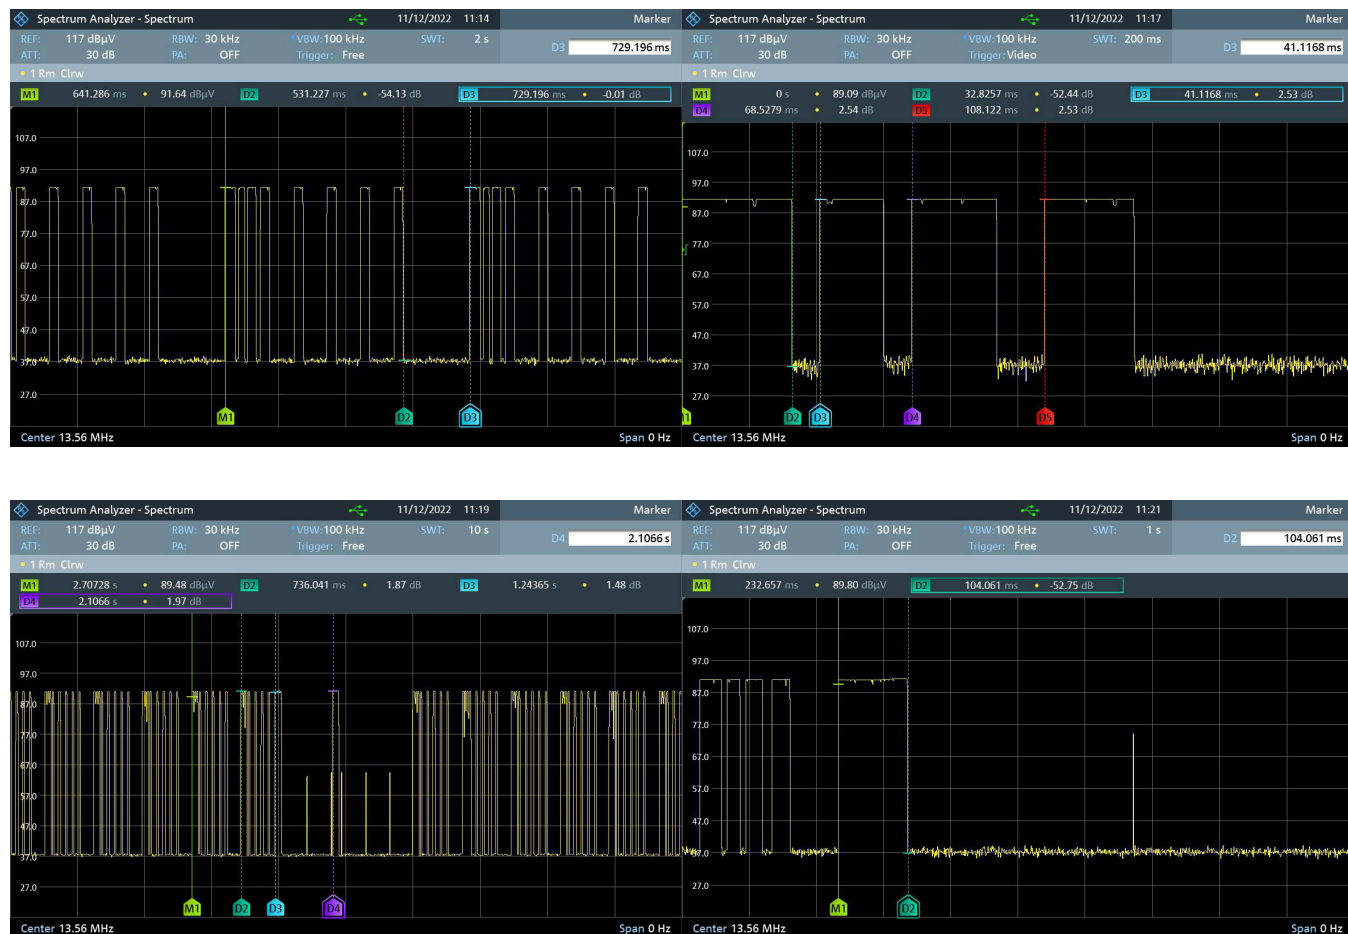 Spectrum Analyzer - Spectrum 11/12/2022 11:14 Marker
REF: 117 dBµV RBW: 30 kHz *VBW:100 kHz SWT: 2 s D3 729.196 ms
ATT: 30 dB PA: OFF Trigger: Free
• 1 Rm Clrw
M1 641.286 ms • 91.64 dBµV D2 531.227 ms • -54.13 dB D3 729.196 ms • -0.01 dB
107.0
97.0
87.0
77.0
67.0
57.0
47.0
37.0
27.0
M1 D2 D3
Center 13.56 MHz Span 0 Hz
Spectrum Analyzer - Spectrum 11/12/2022 11:17 Marker
REF: 117 dBµV RBW: 30 kHz *VBW:100 kHz SWT: 200 ms D3 41.1168 ms
ATT: 30 dB PA: OFF Trigger: Video
• 1 Rm Clrw
M1 0 s • 89.09 dBµV D2 32.8257 ms • -52.44 dB D3 41.1168 ms • 2.53 dB
D4 68.5279 ms • 2.54 dB D5 108.122 ms • 2.53 dB
107.0
97.0
87.0
77.0
67.0
57.0
47.0
37.0
27.0
1 D2 D3 D4 D5
Center 13.56 MHz Span 0 Hz
Spectrum Analyzer - Spectrum 11/12/2022 11:19 Marker
REF: 117 dBµV RBW: 30 kHz *VBW:100 kHz SWT: 10 s D4 2.1066 s
ATT: 30 dB PA: OFF Trigger: Free
• 1 Rm Clrw
M1 2.70728 s • 89.48 dBµV D2 736.041 ms • 1.87 dB D3 1.24365 s • 1.48 dB
D4 2.1066 s • 1.97 dB
107.0
97.0
87.0
77.0
67.0
57.0
47.0
37.0
27.0
M1 D2 D3 D4
Center 13.56 MHz Span 0 Hz
Spectrum Analyzer - Spectrum 11/12/2022 11:21 Marker
REF: 117 dBµV RBW: 30 kHz *VBW:100 kHz SWT: 1 s D2 104.061 ms
ATT: 30 dB PA: OFF Trigger: Free
• 1 Rm Clrw
M1 232.657 ms • 89.80 dBµV D2 104.061 ms • -52.75 dB
107.0
97.0
87.0
77.0
67.0
57.0
47.0
37.0
27.0
M1 D2
Center 13.56 MHz Span 0 Hz